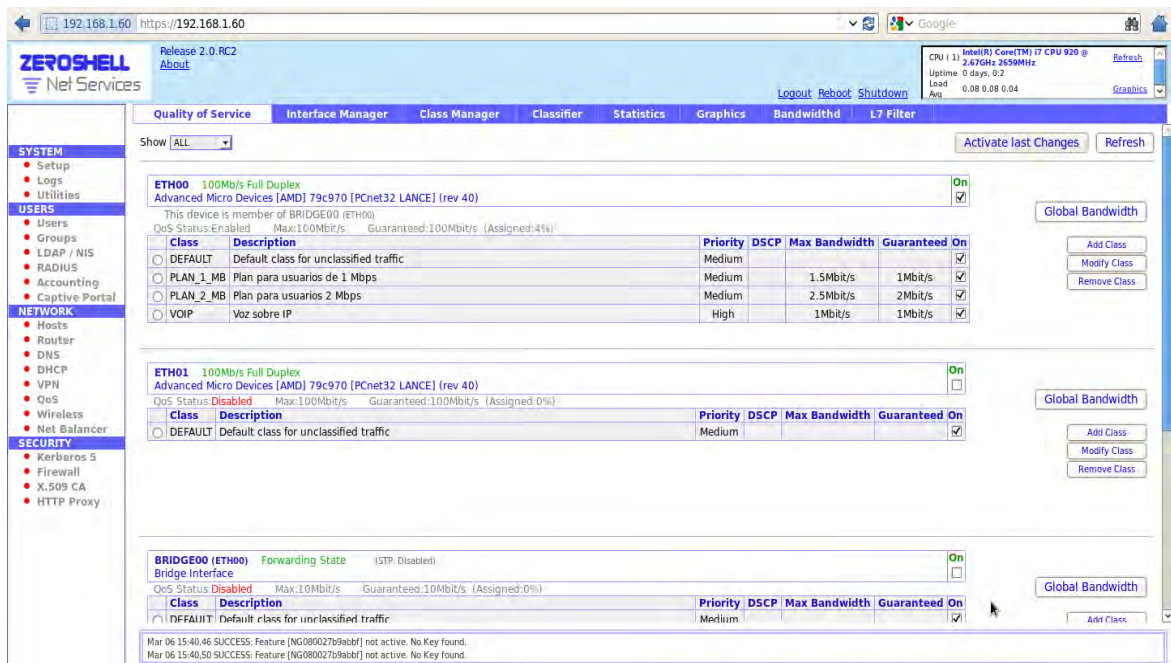 192.168.1.60 https://192.168.1.60 Google
ZEROSHELL
Net Services
Release 2.0.RC2
About
Logout Reboot Shutdown
CPU ( 1) Intel(R) Core(TM) i7 CPU 920 @ 2.67GHz 2659MHz Refresh
Uptime 0 days, 0:2
Load Avg 0.08 0.08 0.04 Graphics
Quality of Service Interface Manager Class Manager Classifier Statistics Graphics Bandwidthd L7 Filter
SYSTEM
Setup
Logs
Utilities
USERS
Users
Groups
LDAP / NIS
RADIUS
Accounting
Captive Portal
NETWORK
Hosts
Router
DNS
DHCP
VPN
QoS
Wireless
Net Balancer
SECURITY
Kerberos 5
Firewall
X.509 CA
HTTP Proxy
Show ALL Activate last Changes Refresh
ETH00 100Mb/s Full Duplex On
Advanced Micro Devices [AMD] 79c970 [PCnet32 LANCE] (rev 40)
This device is member of BRIDGE00 (ETH00)
Global Bandwidth
QoS Status:Enabled Max:100Mbit/s Guaranteed:100Mbit/s (Assigned:4%)
Class Description Priority DSCP Max Bandwidth Guaranteed On
DEFAULT Default class for unclassified traffic Medium
PLAN_1_MB Plan para usuarios de 1 Mbps Medium 1.5Mbit/s 1Mbit/s
PLAN_2_MB Plan para usuarios 2 Mbps Medium 2.5Mbit/s 2Mbit/s
VOIP Voz sobre IP High 1Mbit/s 1Mbit/s
Add Class
Modify Class
Remove Class
ETH01 100Mb/s Full Duplex On
Advanced Micro Devices [AMD] 79c970 [PCnet32 LANCE] (rev 40)
Global Bandwidth
QoS Status:Disabled Max:100Mbit/s Guaranteed:100Mbit/s (Assigned:0%)
Class Description Priority DSCP Max Bandwidth Guaranteed On
DEFAULT Default class for unclassified traffic Medium
Add Class
Modify Class
Remove Class
BRIDGE00 (ETH00) Forwarding State (STP: Disabled) On
Bridge Interface
Global Bandwidth
QoS Status:Disabled Max:10Mbit/s Guaranteed:10Mbit/s (Assigned:0%)
Class Description Priority DSCP Max Bandwidth Guaranteed On
DEFAULT Default class for unclassified traffic Medium
Add Class
Mar 06 15:40,46 SUCCESS: Feature [NG080027b9abbf] not active. No Key found.
Mar 06 15:40,50 SUCCESS: Feature [NG080027b9abbf] not active. No Key found.